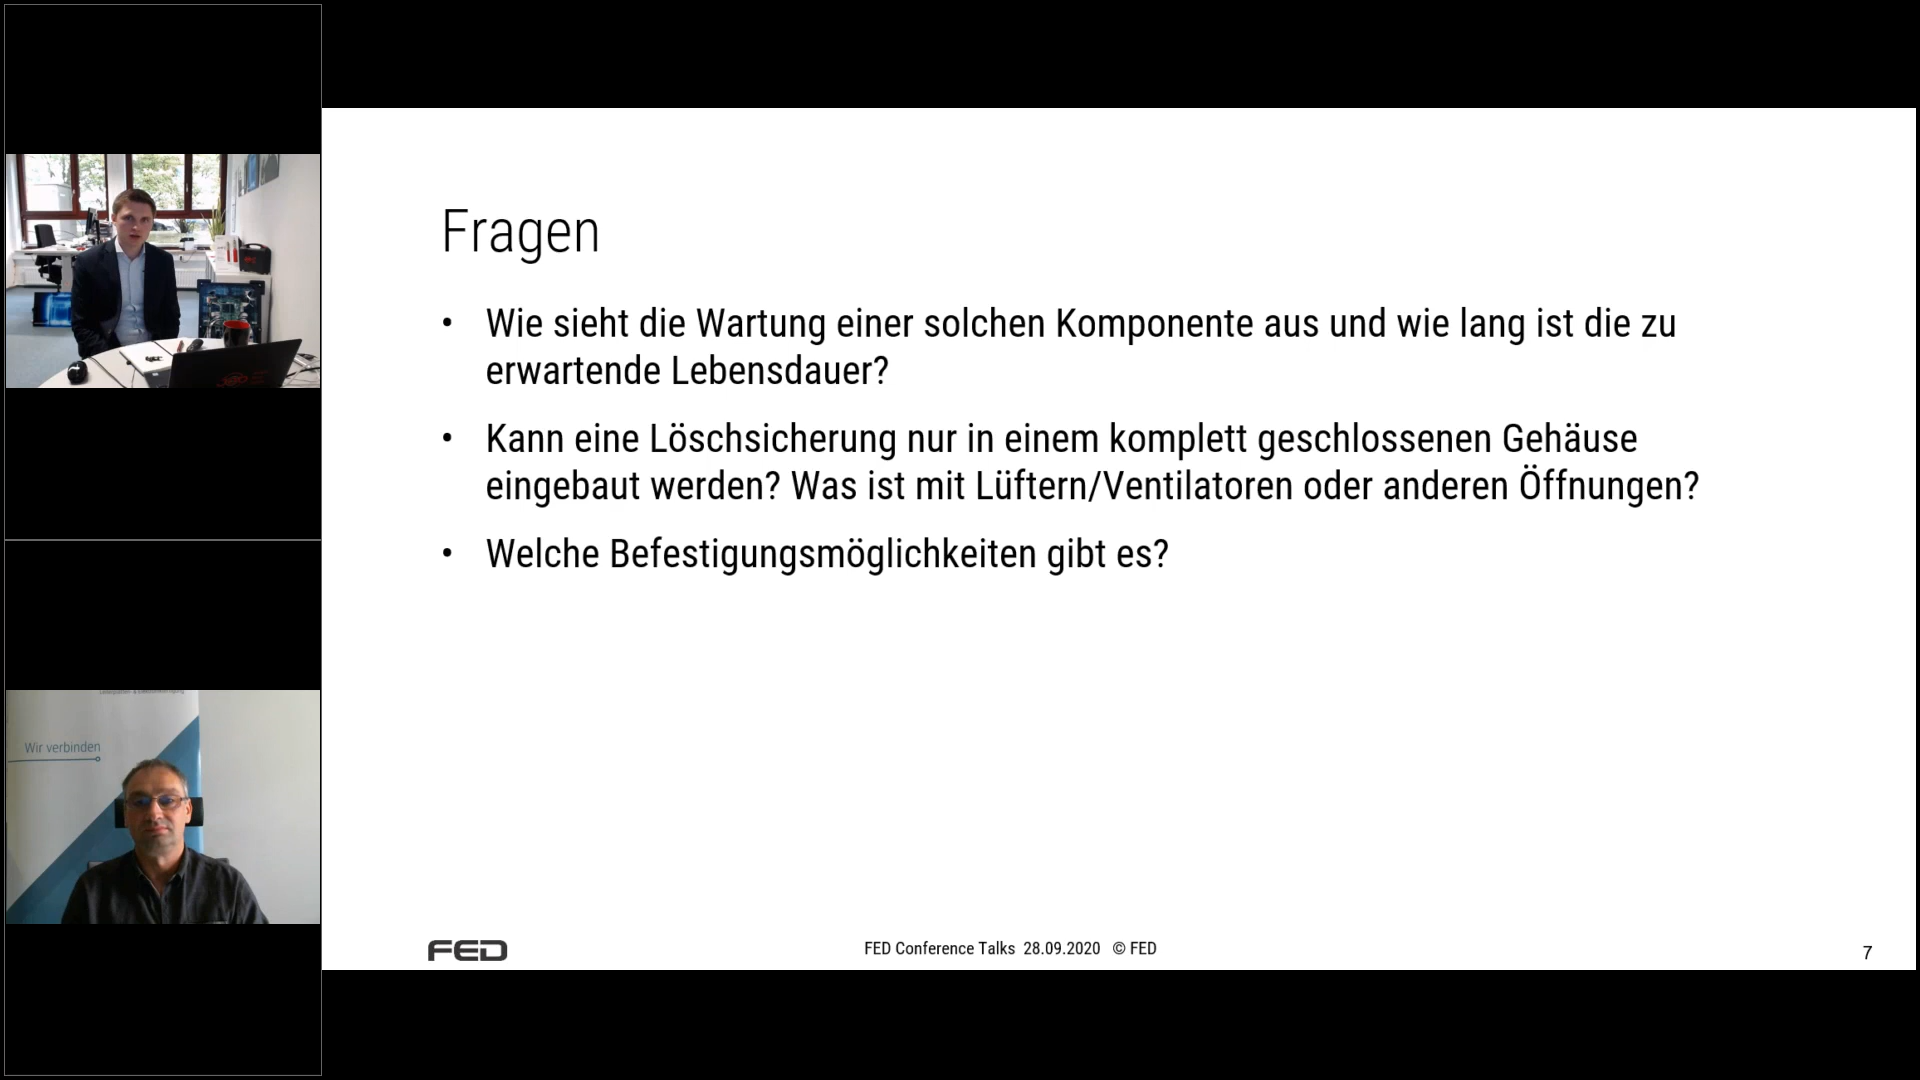 Fragen
• Wie sieht die Wartung einer solchen Komponente aus und wie lang ist die zu
erwartende Lebensdauer?
• Kann eine Löschsicherung nur in einem komplett geschlossenen Gehäuse
eingebaut werden? Was ist mit Lüftern/Ventilatoren oder anderen Öffnungen?
• Welche Befestigungsmöglichkeiten gibt es?
Wir verbinden
FED
FED Conference Talks 28.09.2020 © FED
7